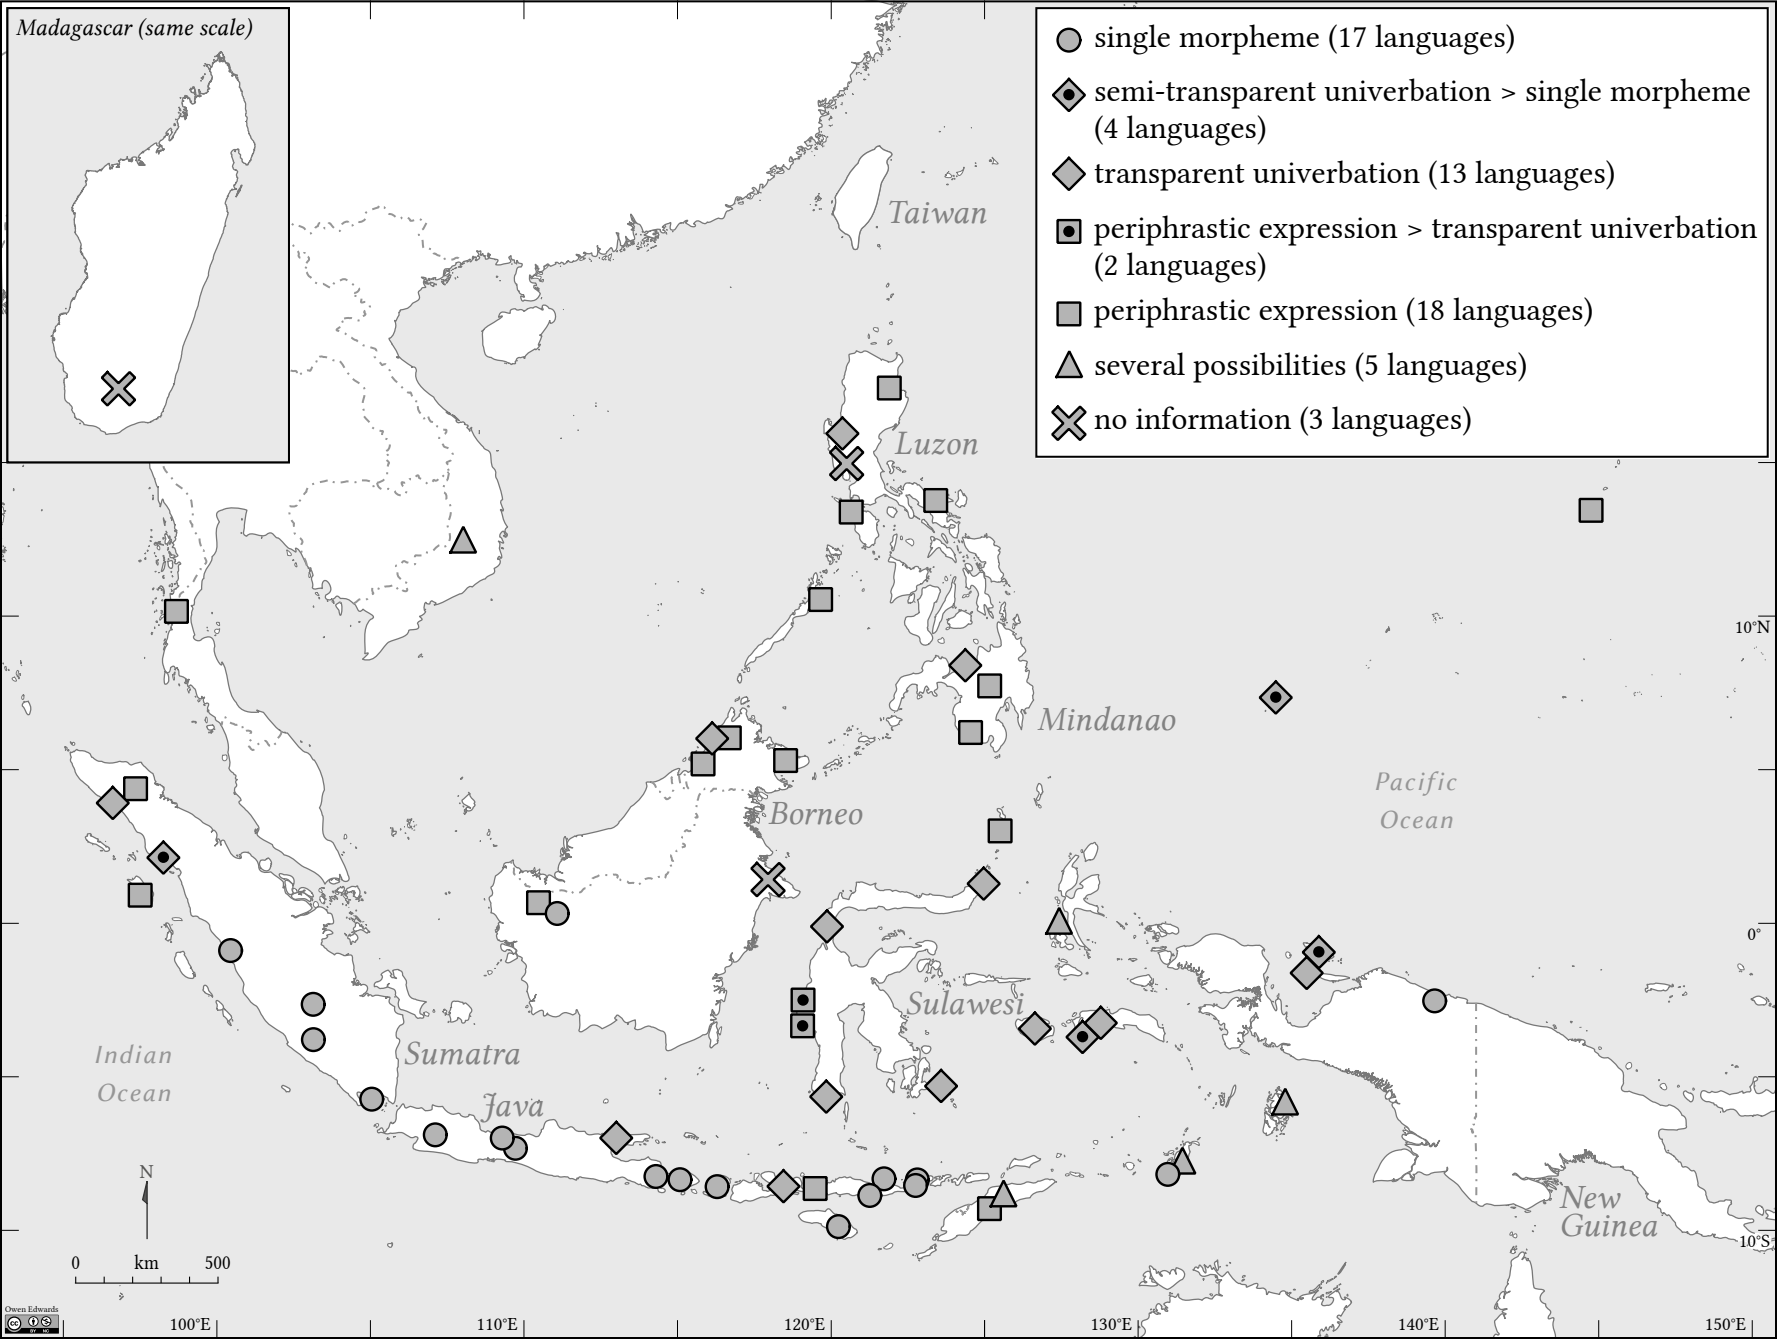 Madagascar (same scale)
single morpheme (17 languages)
semi-transparent univerbation > single morpheme
(4 languages)
transparent univerbation (13 languages)
periphrastic expression > transparent univerbation
(2 languages)
periphrastic expression (18 languages)
several possibilities (5 languages)
no information (3 languages)
Taiwan
Luzon
10°N
Mindanao
Pacific
Ocean
Borneo
0°
Sulawesi
Sumatra
Indian
Ocean
Java
N
New
Guinea
10°S
0 km 500
Owen Edwards
cc
BY NC
100°E 110°E 120°E 130°E 140°E 150°E